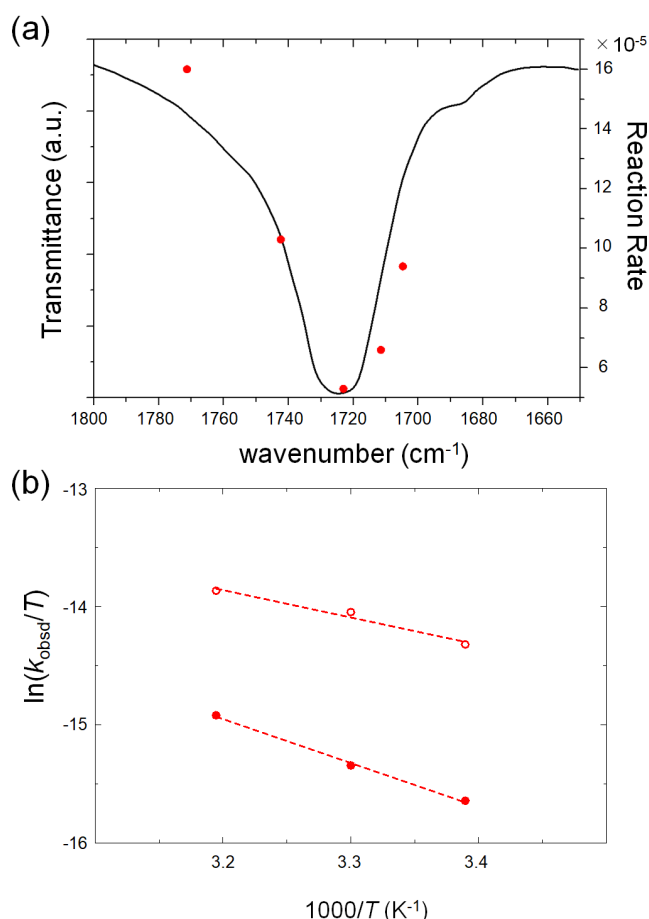 (a)
× 10-5
Transmittance (a.u.)
16
14
12
10
8
6
Reaction Rate
1800 1780 1760 1740 1720 1700 1680 1660
wavenumber (cm-1)
(b)
-13
-14
-15
-16
ln(kobsd/T)
3.2 3.3 3.4
1000/T (K-1)